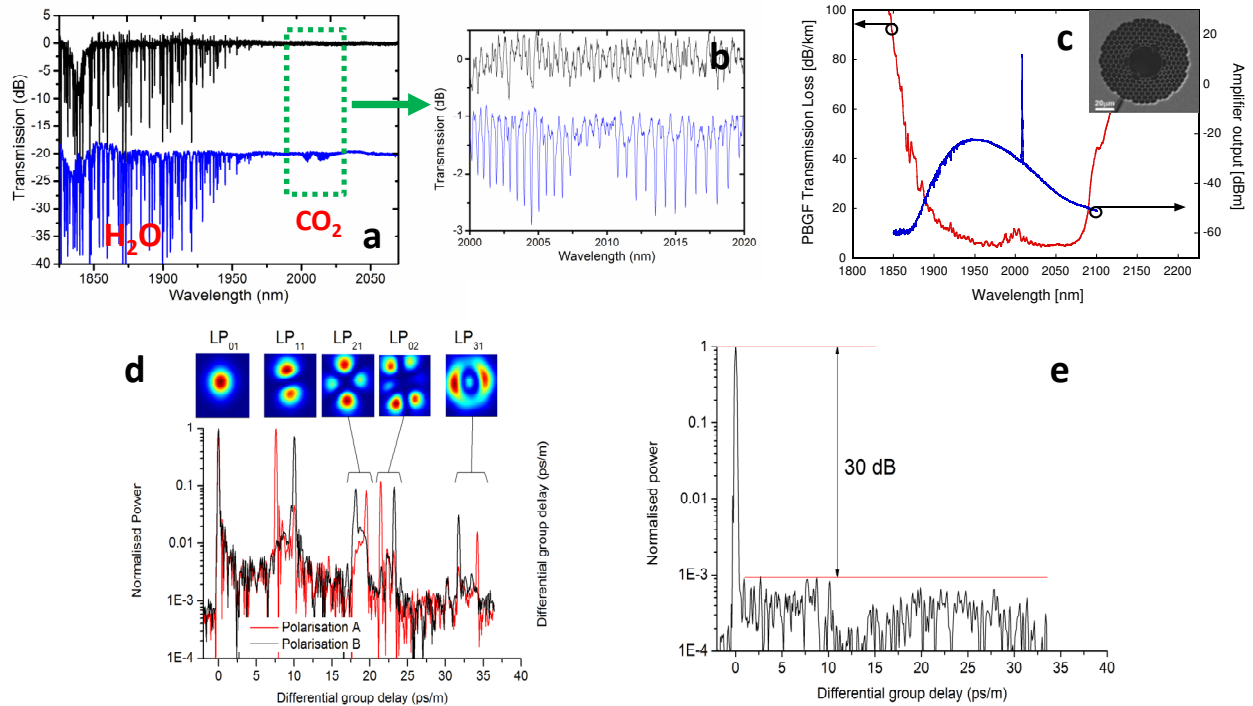 5
0
-5
-10
-15
-20
-25
-30
-35
-40
Transmission (dB)
H2O
CO2
a
1850 1900 1950 2000 2050
Wavelength (nm)
b
0
-1
-2
-3
Transmission (dB)
2000 2005 2010 2015 2020
Wavelength (nm)
c
100
80
60
40
20
0
PBGF Transmission Loss [dB/km]
20
0
-20
-40
-60
Amplifier output [dBm]
20µm
1800 1850 1900 1950 2000 2050 2100 2150 2200
Wavelength [nm]
d
LP01 LP11 LP21 LP02 LP31
1
0.1
0.01
1E-3
1E-4
Normalised Power
Differential group delay (ps/m)
Polarisation A
Polarisation B
0 5 10 15 20 25 30 35 40
Differential group delay (ps/m)
e
1
0.1
0.01
1E-3
1E-4
Normalised power
30 dB
0 5 10 15 20 25 30 35 40
Differential group delay (ps/m)